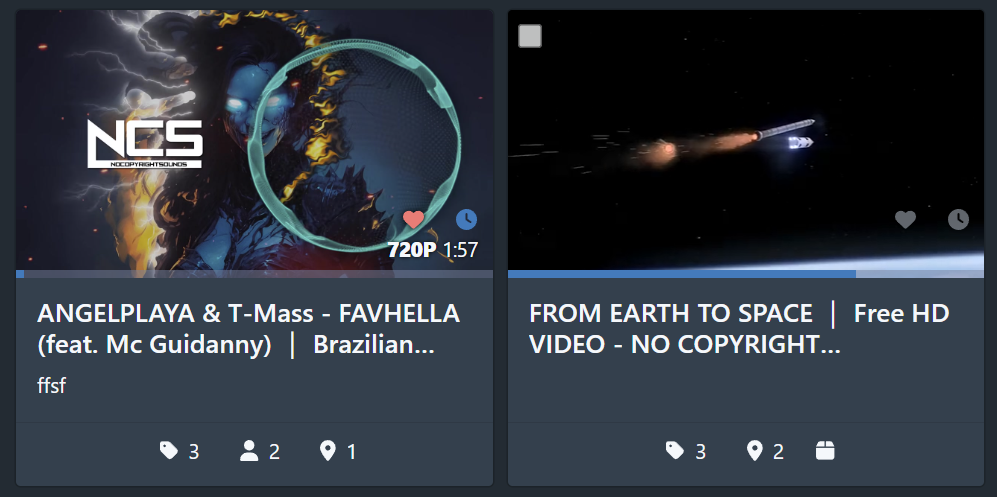 NCS
NOCOPYRIGHTSOUNDS
720P 1:57
ANGELPLAYA & T-Mass - FAVHELLA
(feat. Mc Guidanny) | Brazilian...
ffsf
3 2 1
FROM EARTH TO SPACE | Free HD
VIDEO - NO COPYRIGHT...
3 2